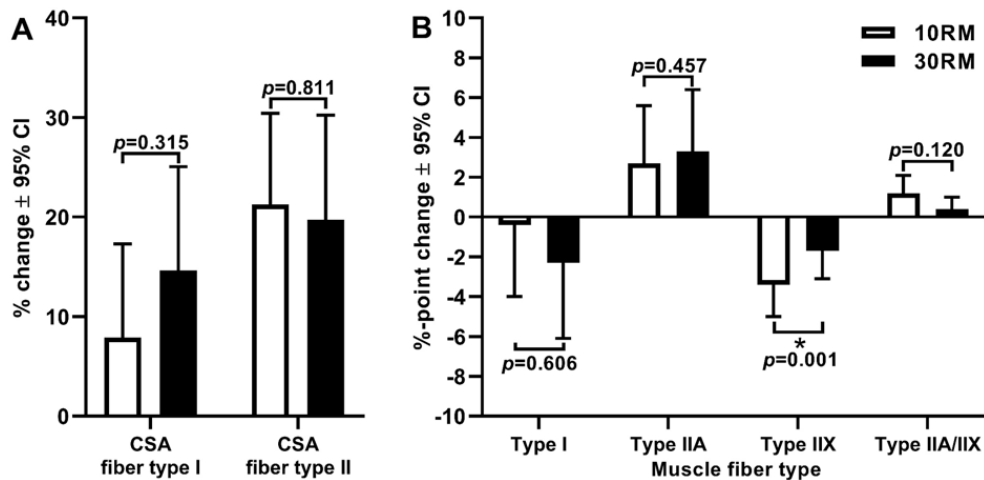 A
% change ± 95% CI
40
30
20
10
0
p=0.315
p=0.811
CSA
fiber type I
CSA
fiber type II
B
%-point change ± 95% CI
10
8
6
4
2
0
-2
-4
-6
-8
-10
10RM
30RM
p=0.457
p=0.120
p=0.606
*
p=0.001
Type I
Type IIA
Type IIX
Type IIA/IIX
Muscle fiber type